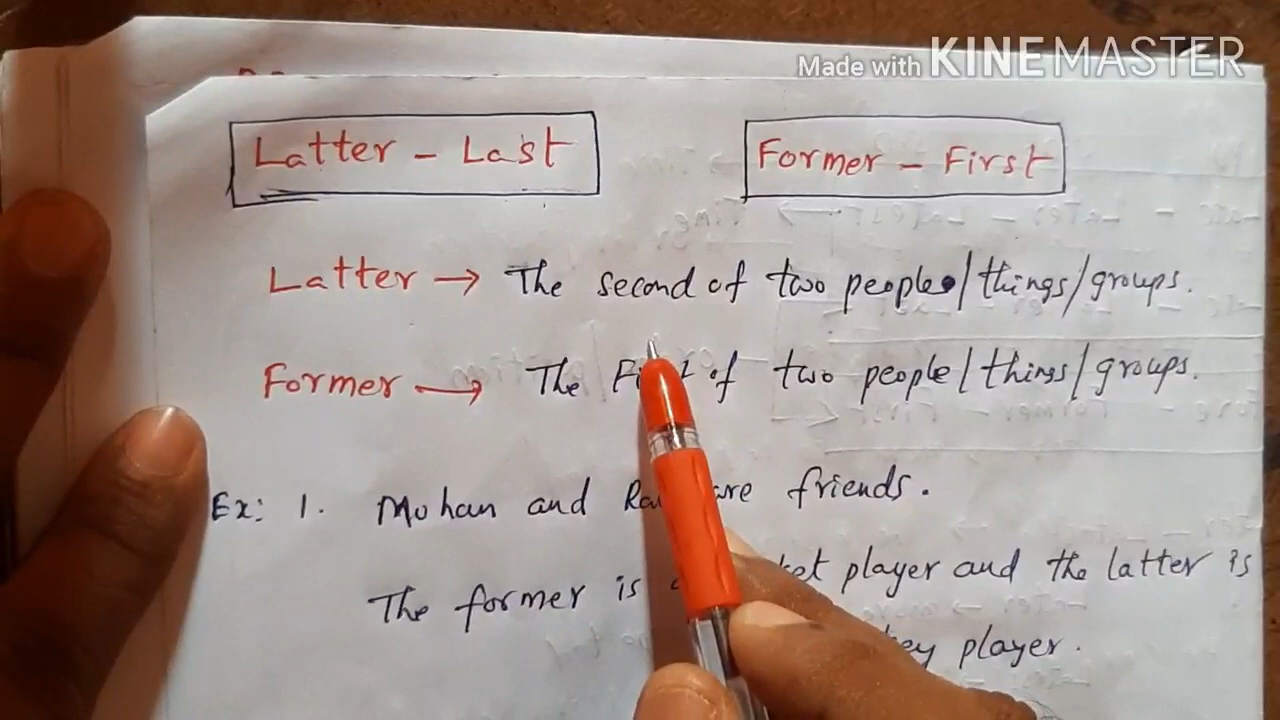 Made with KINEMASTER
Latter - Last
Former - First
Latter → The second of two people/things/groups.
Former → The of two people/things/groups.
Ex: 1. Mohan and are friends.
The former is player and the latter is
player.